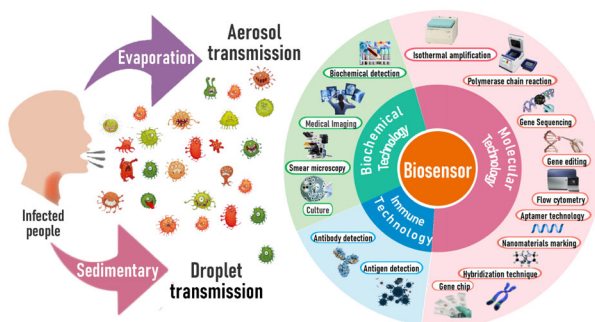 Evaporation
Aerosol
transmission
Infected
people
Sedimentary
Droplet
transmission
Biosensor
Biochemical
Technology
Biochemical detection
Medical Imaging
Smear microscopy
Culture
Immune
Technology
Antibody detection
Antigen detection
Molecular
Technology
Isothermal amplification
Polymerase chain reaction
Gene Sequencing
Gene editing
Flow cytometry
Aptamer technology
Nanomaterials marking
Hybridization technique
Gene chip